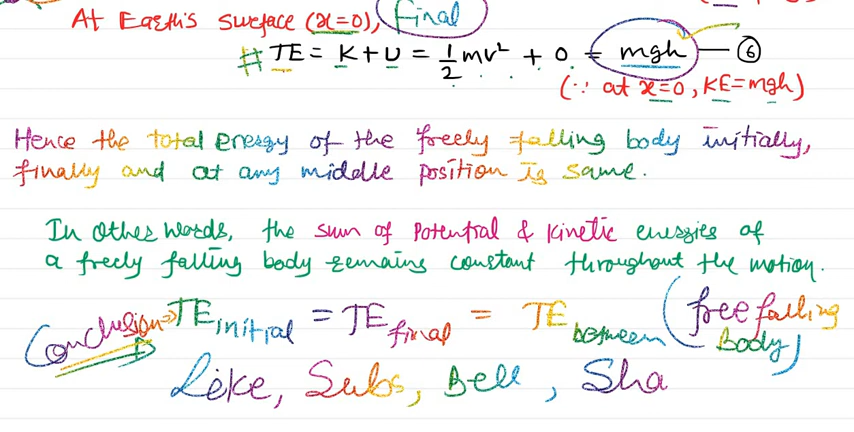 At Earth's surface (x=0), final
# TE = K+U = 1/2 mv² + 0 = mgh — ⑥
(∵ at x=0, KE=mgh)
Hence the total energy of the freely falling body initially,
finally and at any middle position is same.
In other words, the sum of Potential & Kinetic energies of
a freely falling body remains constant throughout the motion.
Conclusion ⇒ TE initial = TE final = TE between (free falling Body)
Like, Subs, Bell, Sha